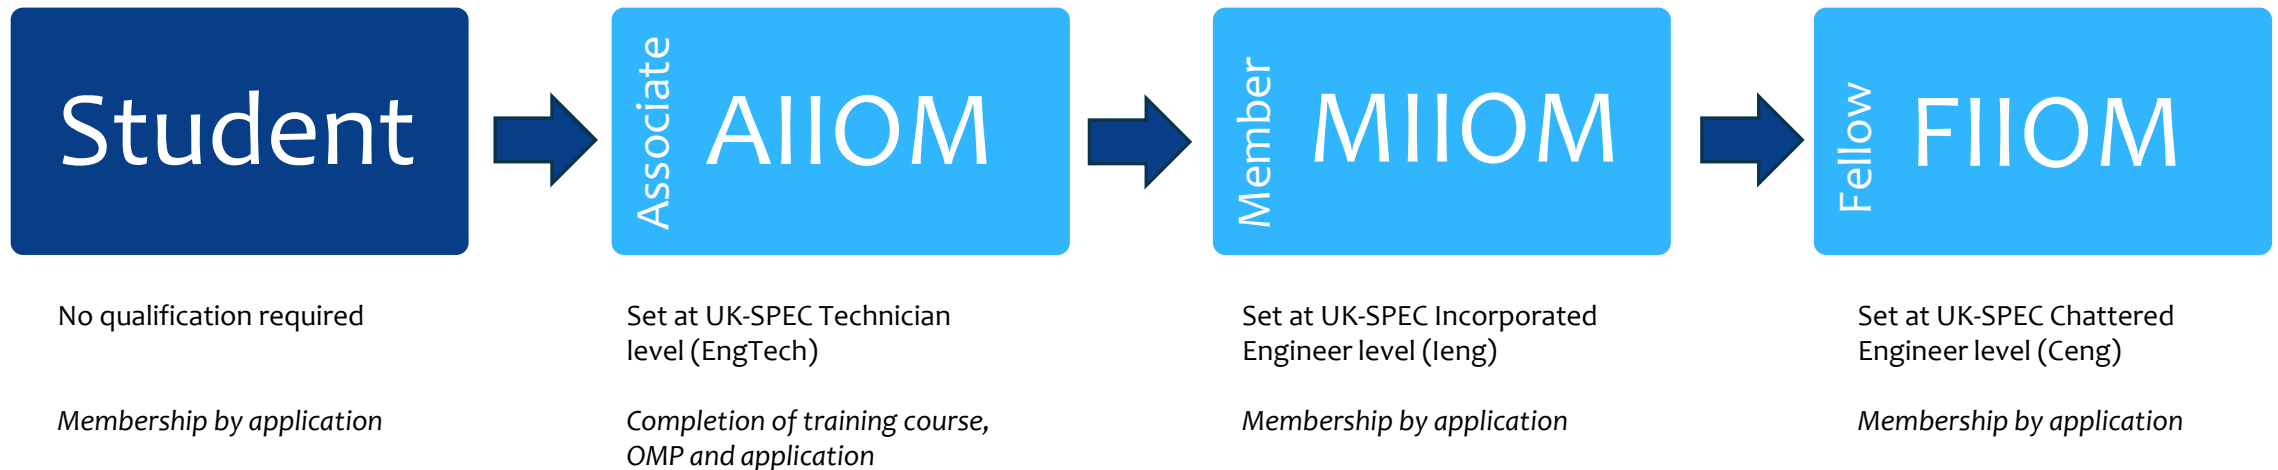 Student
Associate
AIIOM
Member
MIIOM
Fellow
FIIOM
No qualification required
Membership by application
Set at UK-SPEC Technician
level (EngTech)
Completion of training course,
OMP and application
Set at UK-SPEC Incorporated
Engineer level (Ieng)
Membership by application
Set at UK-SPEC Chattered
Engineer level (Ceng)
Membership by application